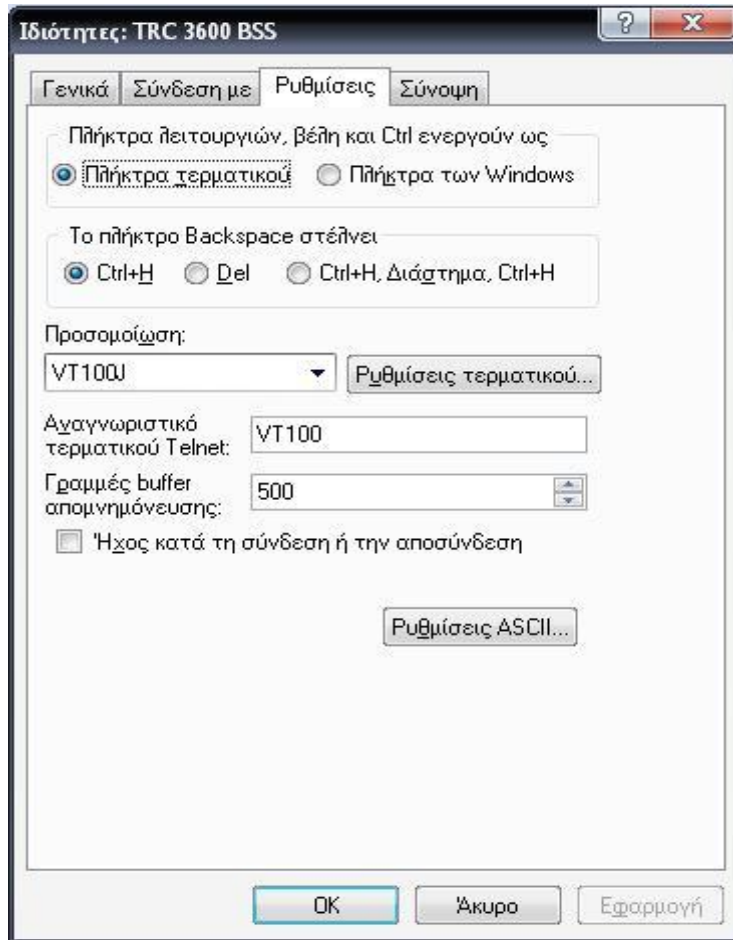 Ιδιότητες: TRC 3600 BSS
Γενικά Σύνδεση με Ρυθμίσεις Σύνοψη
Πλήκτρα λειτουργιών, βέλη και Ctrl ενεργούν ως
Πλήκτρα τερματικού Πλήκτρα των Windows
Το πλήκτρο Backspace στέλνει
Ctrl+H Del Ctrl+H, Διάστημα, Ctrl+H
Προσομοίωση:
VT100J Ρυθμίσεις τερματικού...
Αναγνωριστικό
τερματικού Telnet: VT100
Γραμμές buffer
απομνημόνευσης: 500
Ήχος κατά τη σύνδεση ή την αποσύνδεση
Ρυθμίσεις ASCII...
OK Άκυρο Εφαρμογή